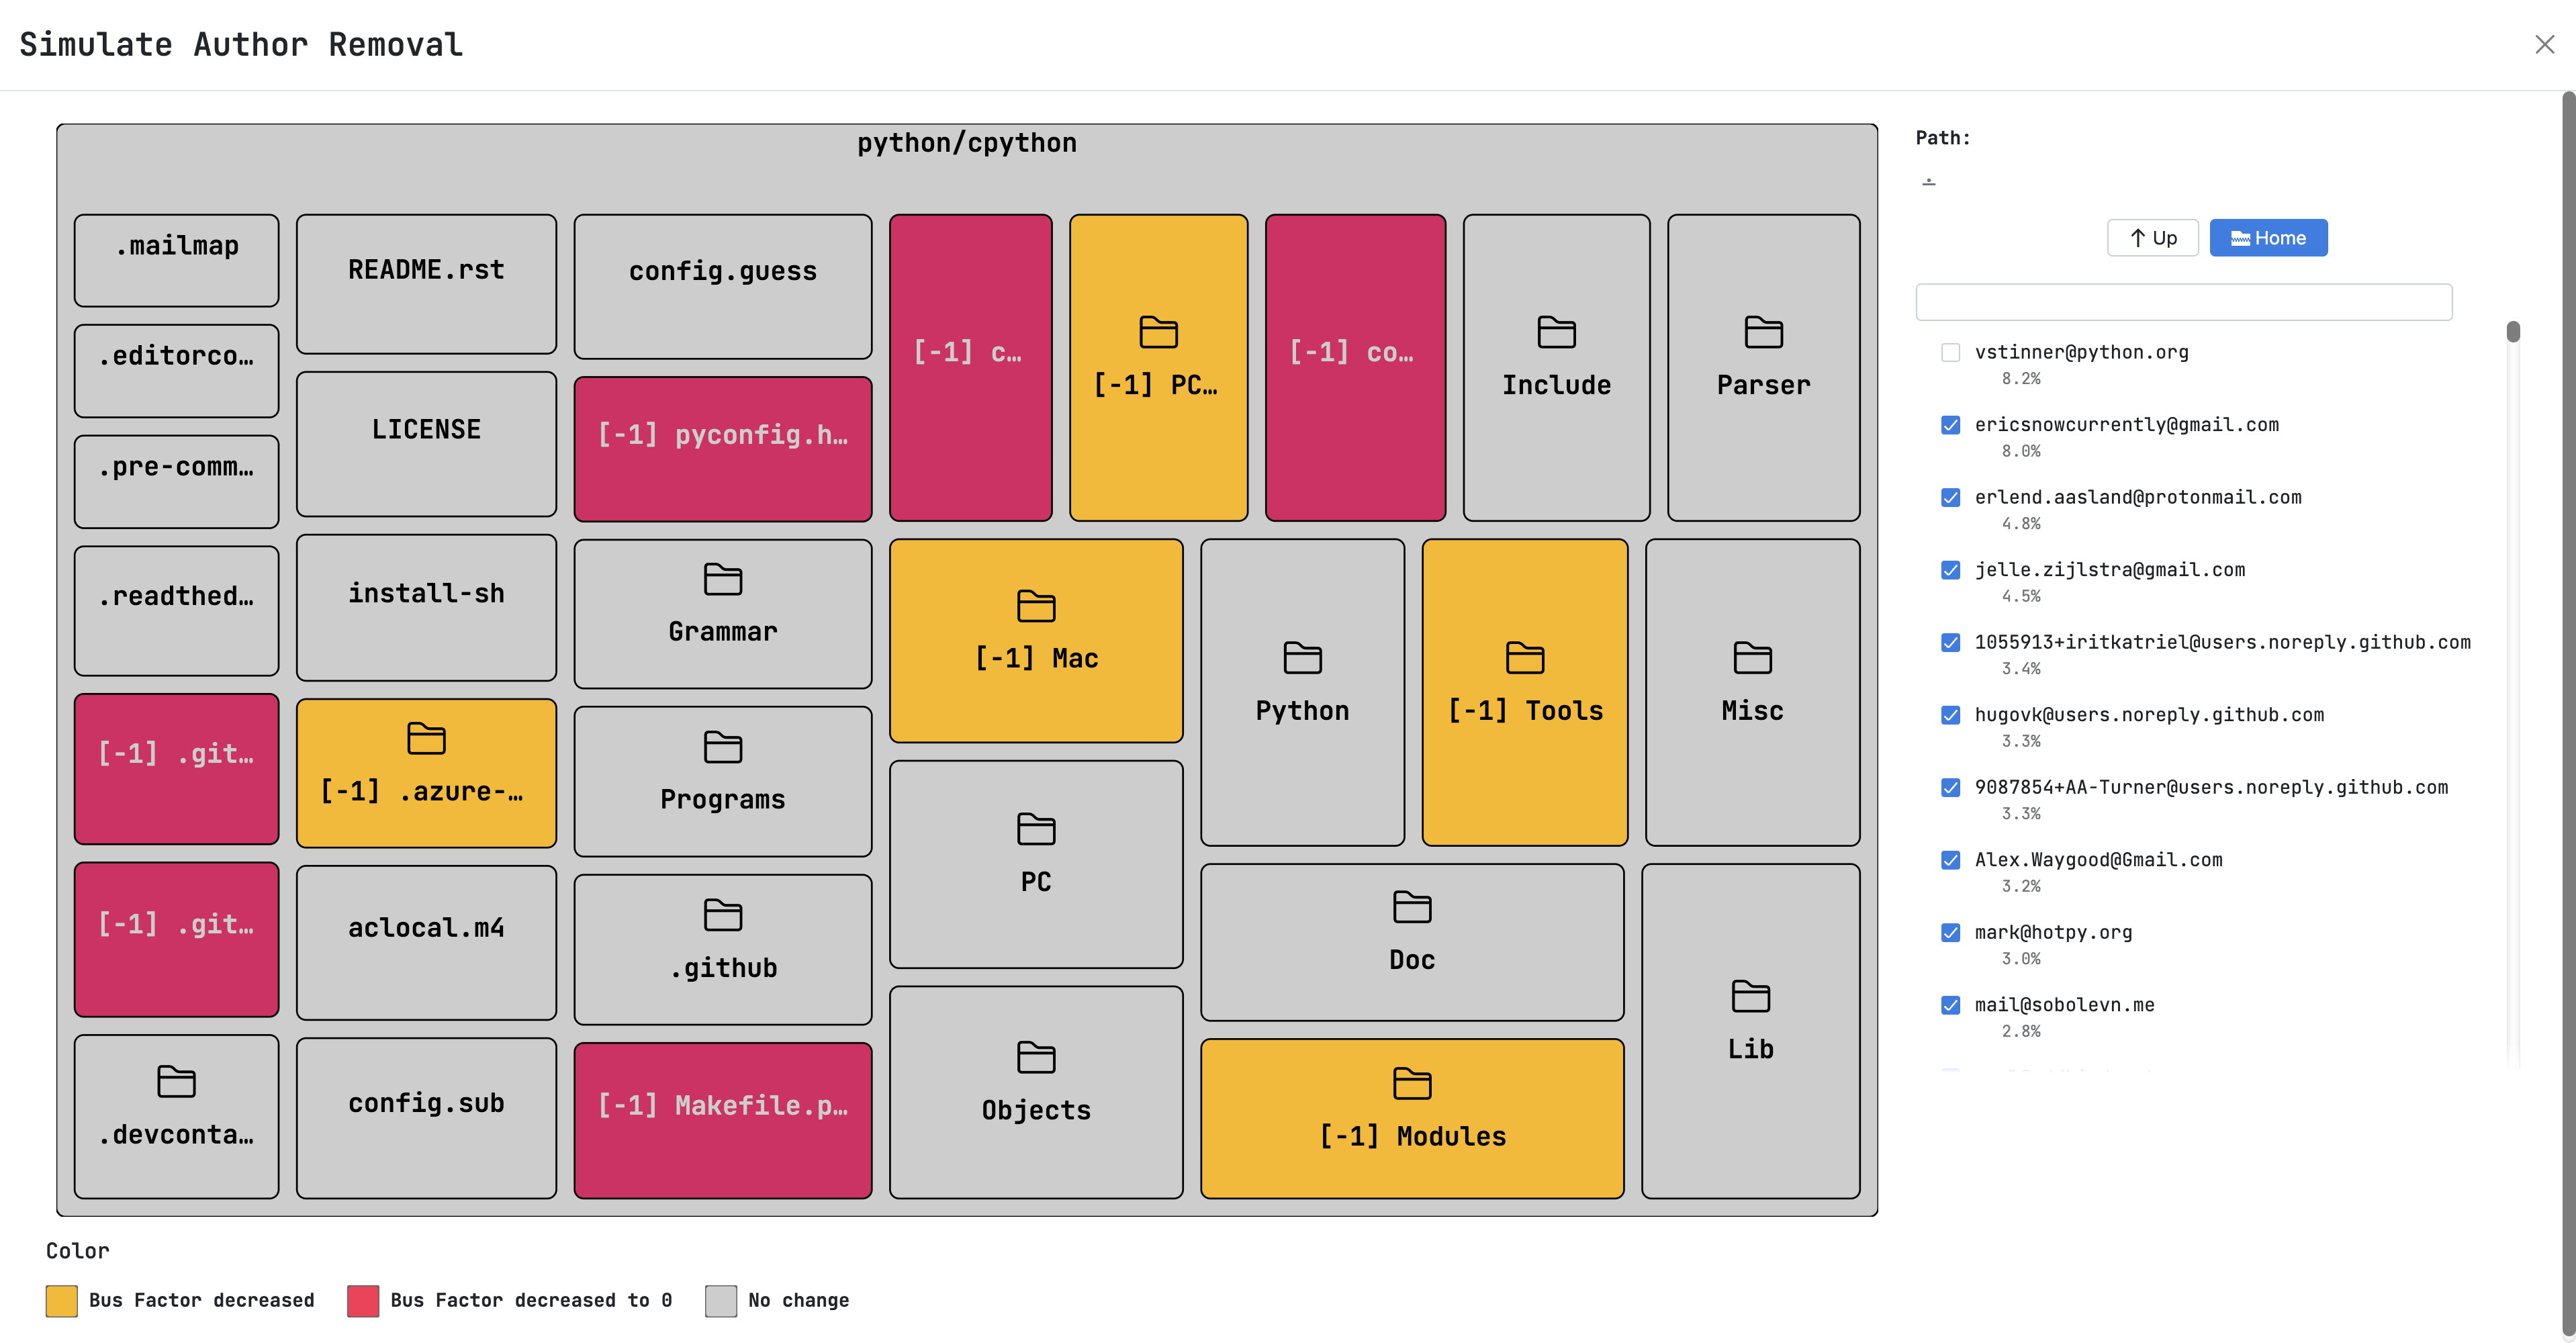 Simulate Author Removal
python/cpython
.mailmap
.editorco…
.pre-comm…
.readthed…
[-1] .git…
[-1] .git…
.devconta…
README.rst
LICENSE
install-sh
[-1] .azure-…
aclocal.m4
config.sub
config.guess
[-1] pyconfig.h…
Grammar
Programs
.github
[-1] Makefile.p…
[-1] c…
[-1] PC…
[-1] co…
Include
Parser
[-1] Mac
PC
Objects
Python
[-1] Tools
Misc
Doc
[-1] Modules
Lib
Color
Bus Factor decreased
Bus Factor decreased to 0
No change
Path:
Up
Home
vstinner@python.org
8.2%
ericsnowcurrently@gmail.com
8.0%
erlend.aasland@protonmail.com
4.8%
jelle.zijlstra@gmail.com
4.5%
1055913+iritkatriel@users.noreply.github.com
3.4%
hugovk@users.noreply.github.com
3.3%
9087854+AA-Turner@users.noreply.github.com
3.3%
Alex.Waygood@Gmail.com
3.2%
mark@hotpy.org
3.0%
mail@sobolevn.me
2.8%